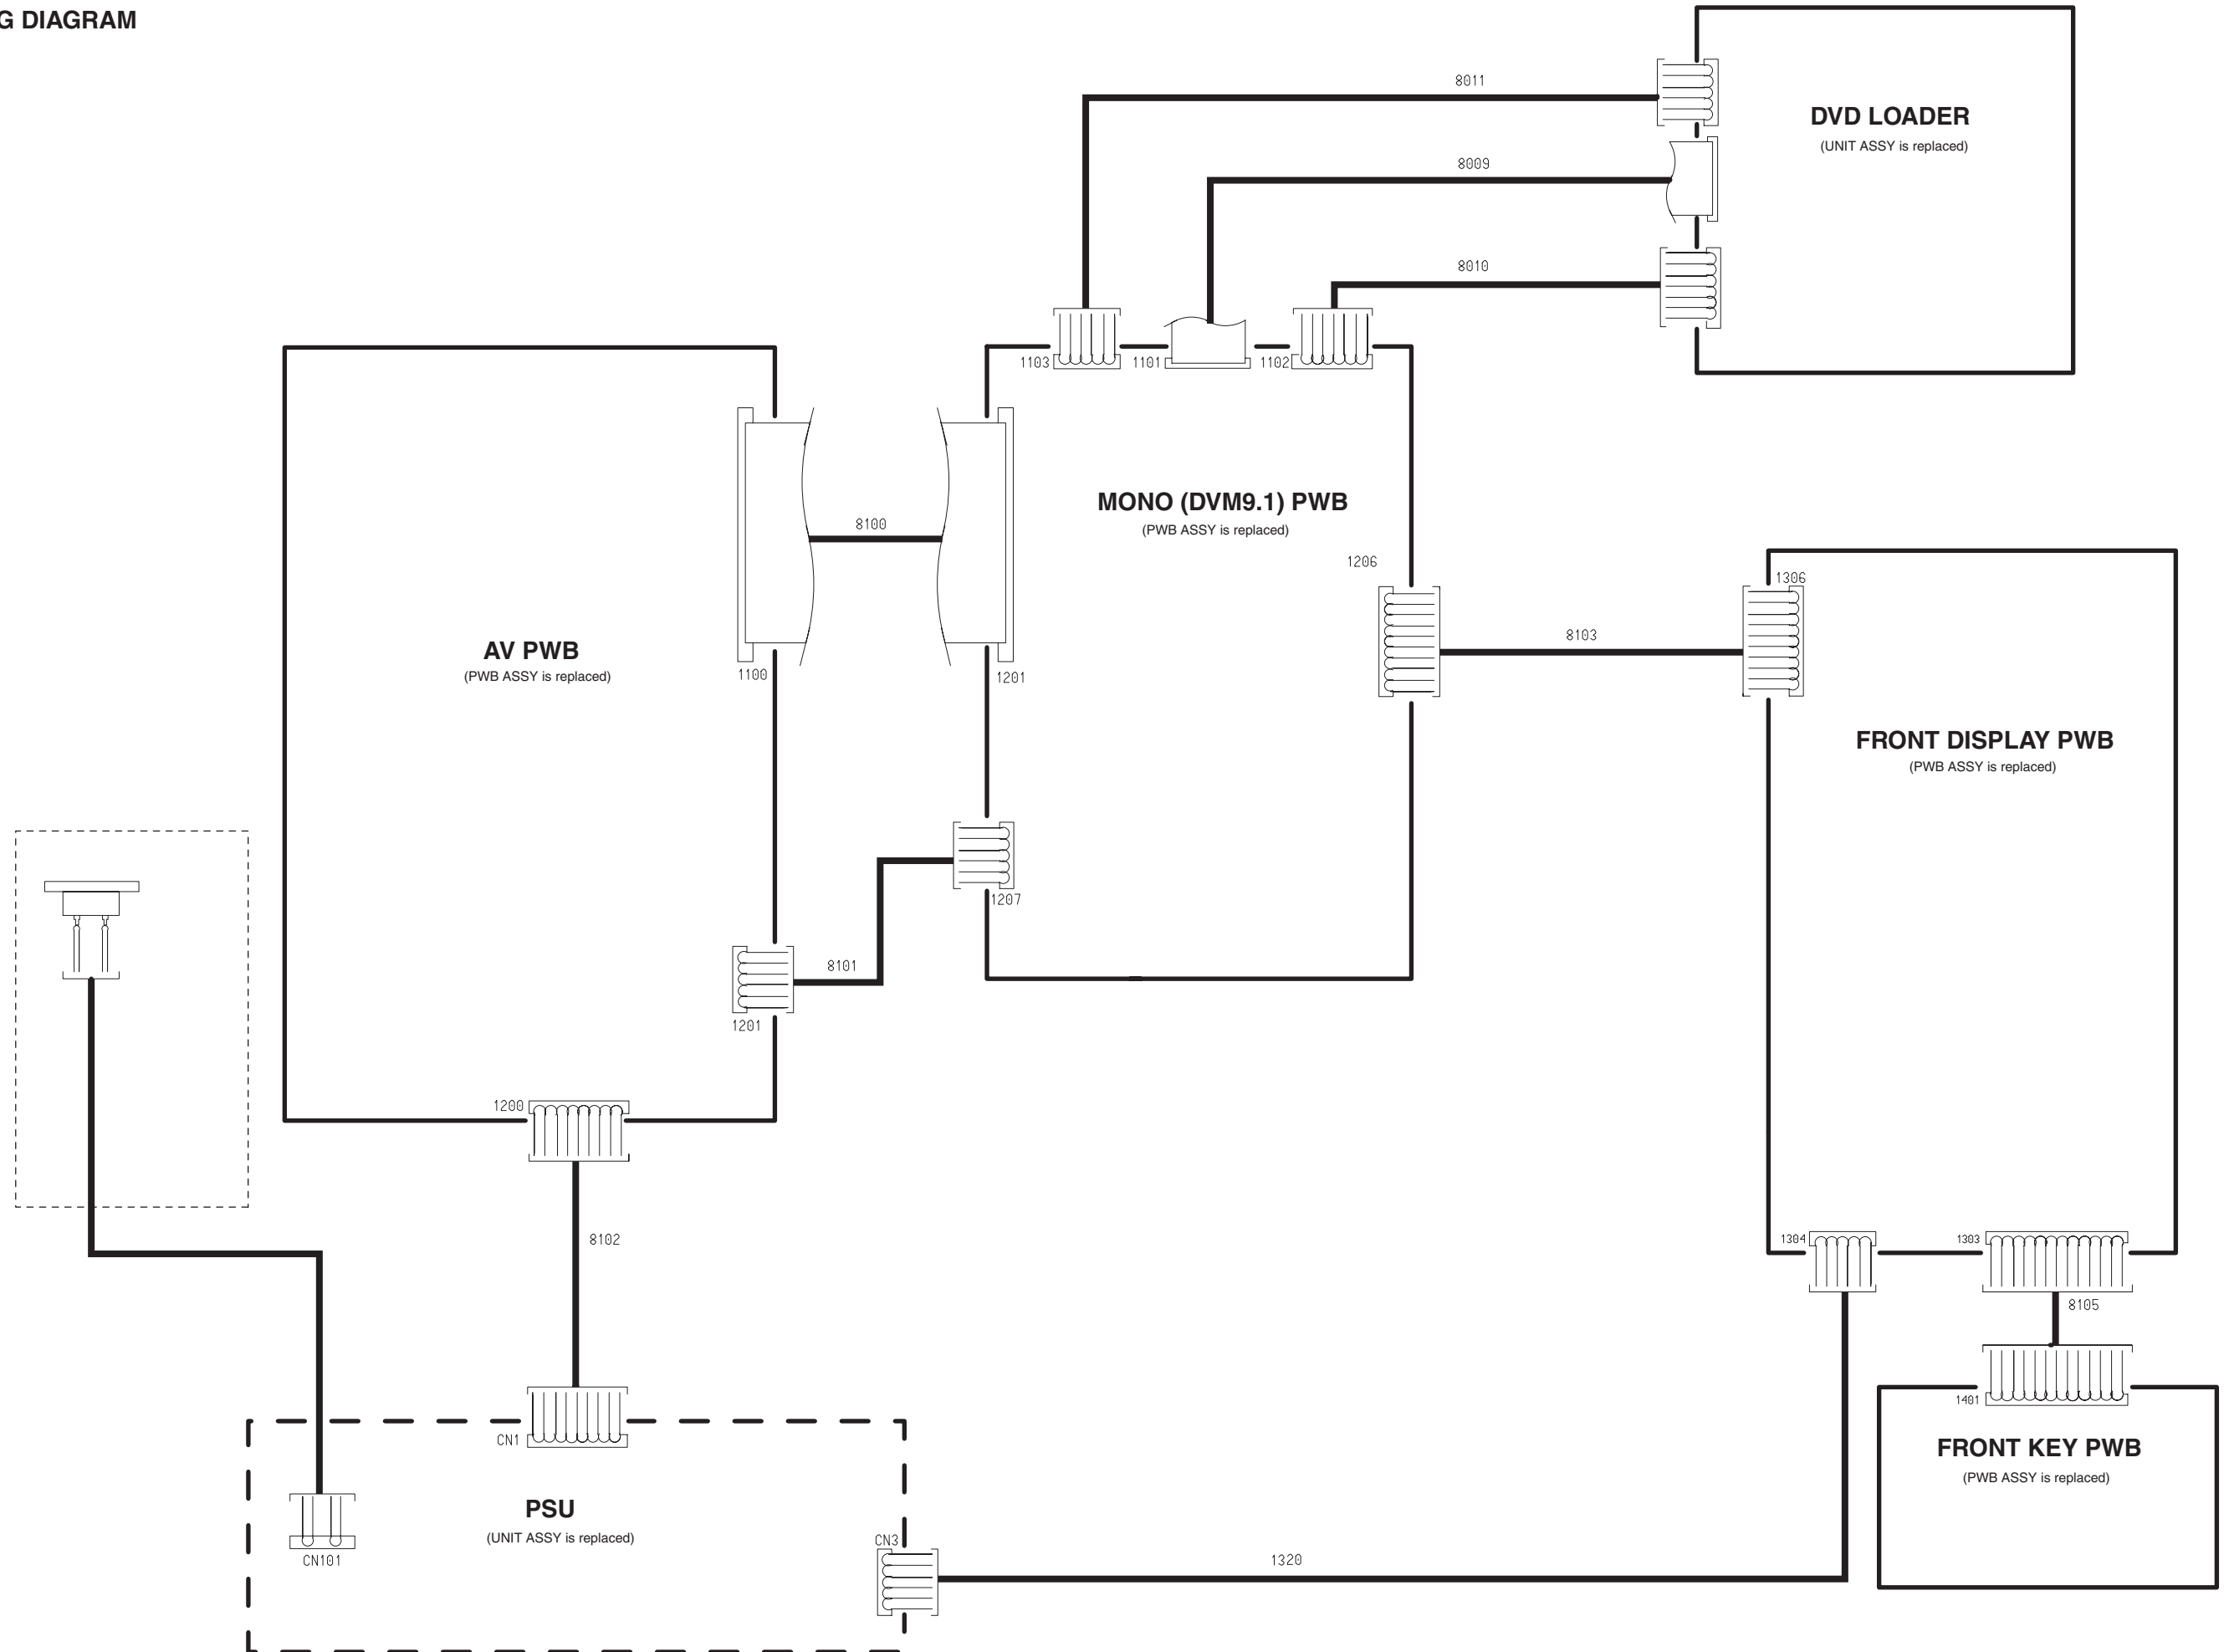 G DIAGRAM
8011
DVD LOADER
(UNIT ASSY is replaced)
8009
8010
1103
1101
1102
MONO (DVM9.1) PWB
(PWB ASSY is replaced)
8100
1206
1306
8103
AV PWB
(PWB ASSY is replaced)
1100
1201
FRONT DISPLAY PWB
(PWB ASSY is replaced)
1207
8101
1201
1200
8102
1304
1303
8105
1401
CN1
FRONT KEY PWB
(PWB ASSY is replaced)
PSU
(UNIT ASSY is replaced)
CN3
CN101
1320